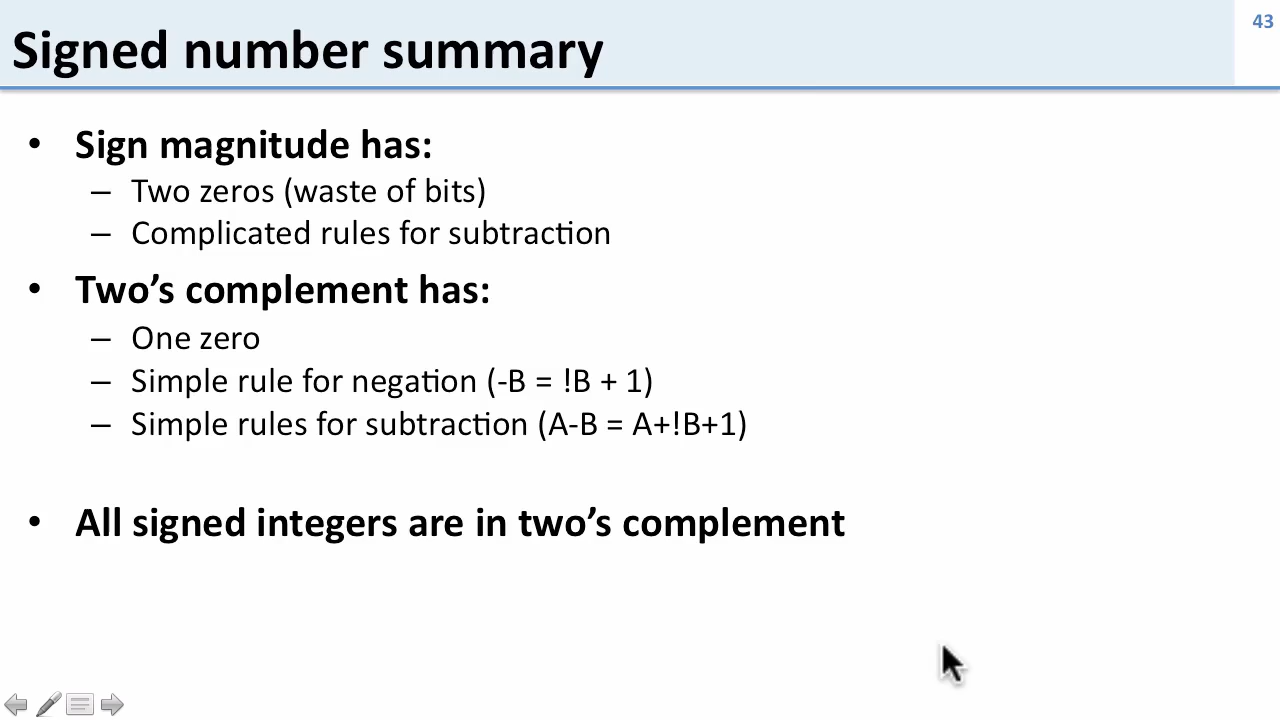 43
Signed number summary
• Sign magnitude has:
– Two zeros (waste of bits)
– Complicated rules for subtraction
• Two’s complement has:
– One zero
– Simple rule for negation (-B = !B + 1)
– Simple rules for subtraction (A-B = A+!B+1)
• All signed integers are in two’s complement